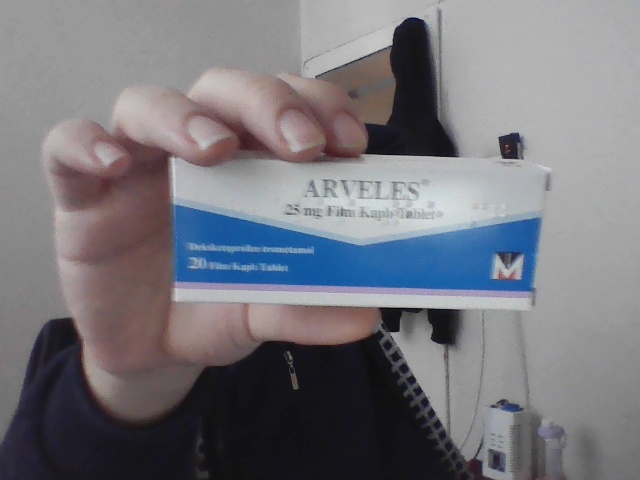 ARVELES®
25 mg Film Kaplı Tablet
Deksketoprofen trometamol
20 Film Kaplı Tablet
M